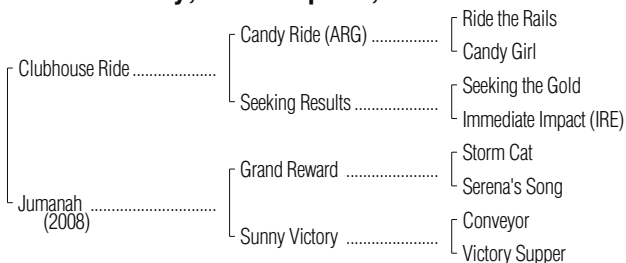 Ride the Rails
Candy Ride (ARG) ..................
Candy Girl
Clubhouse Ride .....................
Seeking the Gold
Seeking Results .....................
Immediate Impact (IRE)
Storm Cat
Grand Reward .......................
Serena's Song
Jumanah ...............................
(2008)
Conveyor
Sunny Victory .......................
Victory Supper